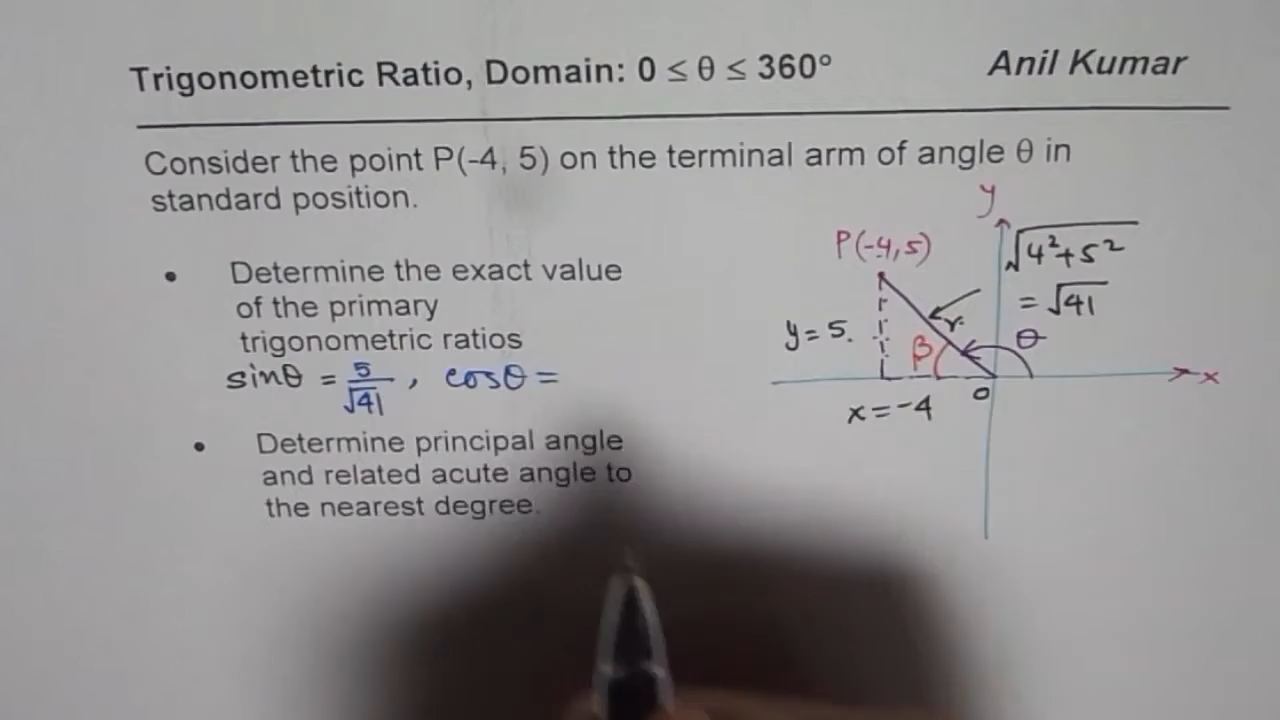 Trigonometric Ratio, Domain: 0 ≤ θ ≤ 360° Anil Kumar
Consider the point P(-4, 5) on the terminal arm of angle θ in
standard position.
• Determine the exact value
of the primary
trigonometric ratios
sinθ = 5/√41 , cosθ =
• Determine principal angle
and related acute angle to
the nearest degree.
y
P(-4,5)
√4²+5²
= √41
r
y = 5.
β
θ
x
x = -4
0